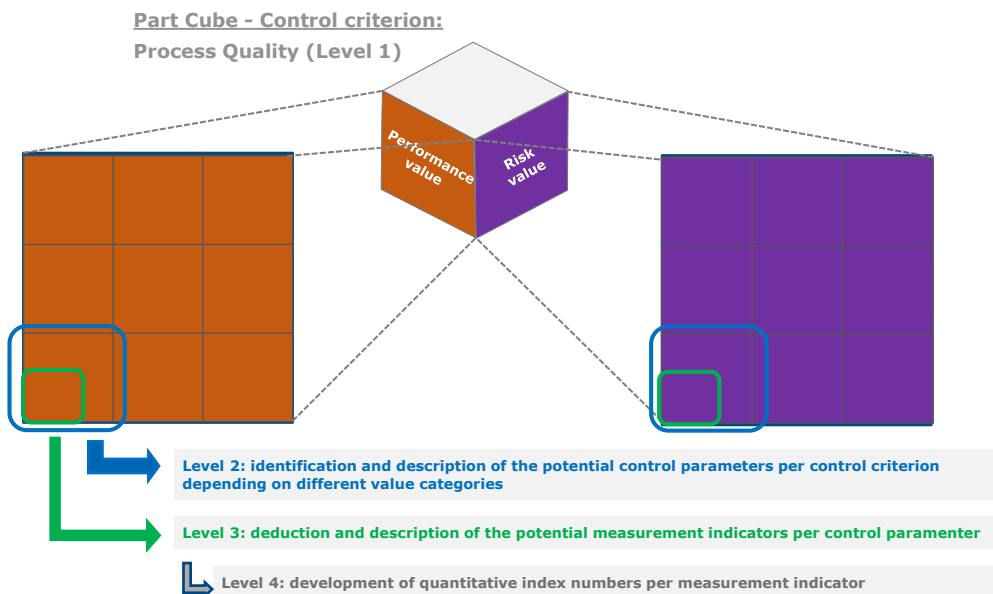 Part Cube - Control criterion:
Process Quality (Level 1)
Performance
value
Risk
value
Level 2: identification and description of the potential control parameters per control criterion
depending on different value categories
Level 3: deduction and description of the potential measurement indicators per control paramenter
Level 4: development of quantitative index numbers per measurement indicator